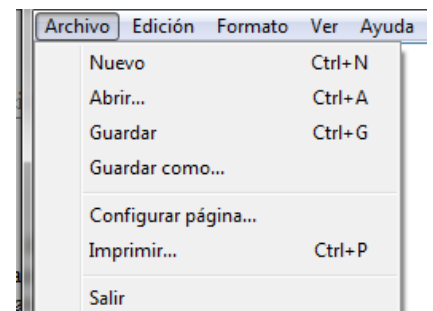 Archivo Edición Formato Ver Ayuda
Nuevo Ctrl+N
Abrir... Ctrl+A
Guardar Ctrl+G
Guardar como...
Configurar página...
Imprimir... Ctrl+P
Salir